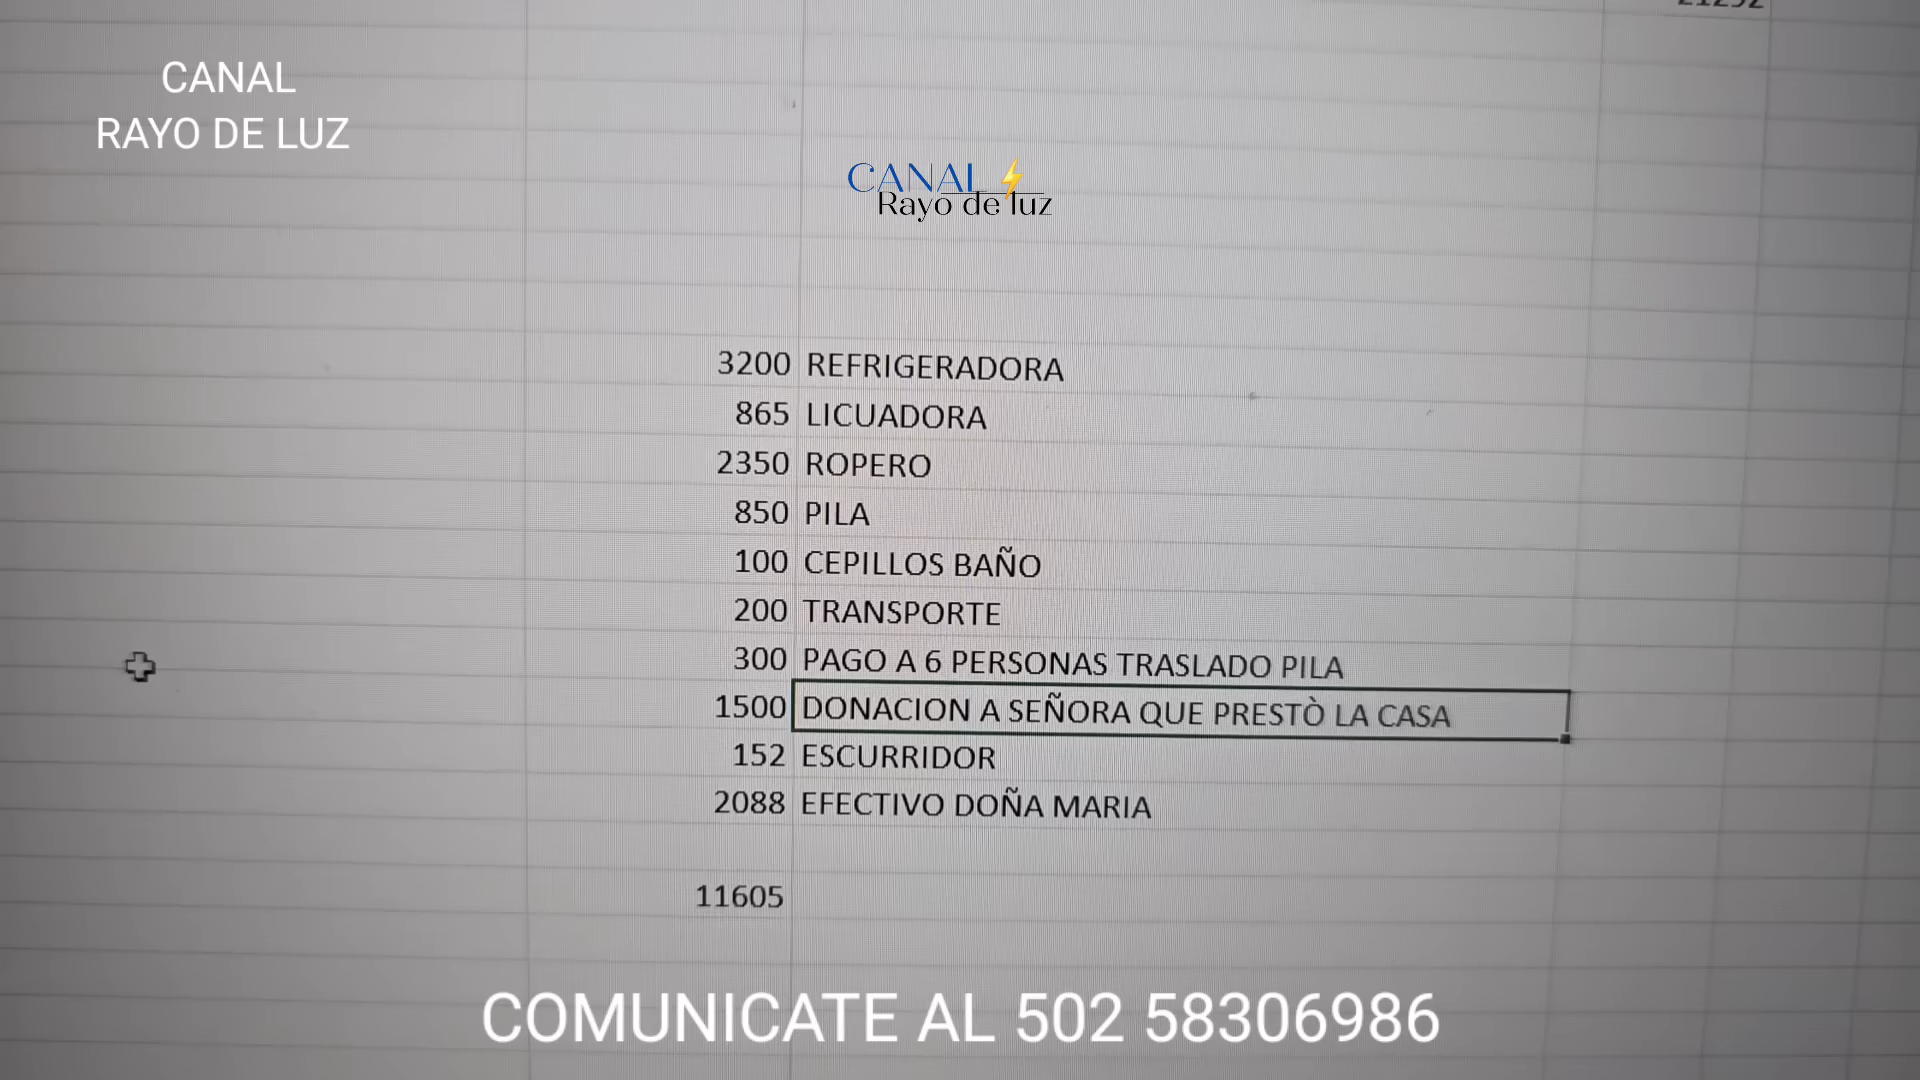 CANAL
RAYO DE LUZ
CANAL
Rayo de luz
3200 REFRIGERADORA
865 LICUADORA
2350 ROPERO
850 PILA
100 CEPILLOS BAÑO
200 TRANSPORTE
300 PAGO A 6 PERSONAS TRASLADO PILA
1500 DONACION A SEÑORA QUE PRESTÒ LA CASA
152 ESCURRIDOR
2088 EFECTIVO DOÑA MARIA
11605
COMUNICATE AL 502 58306986